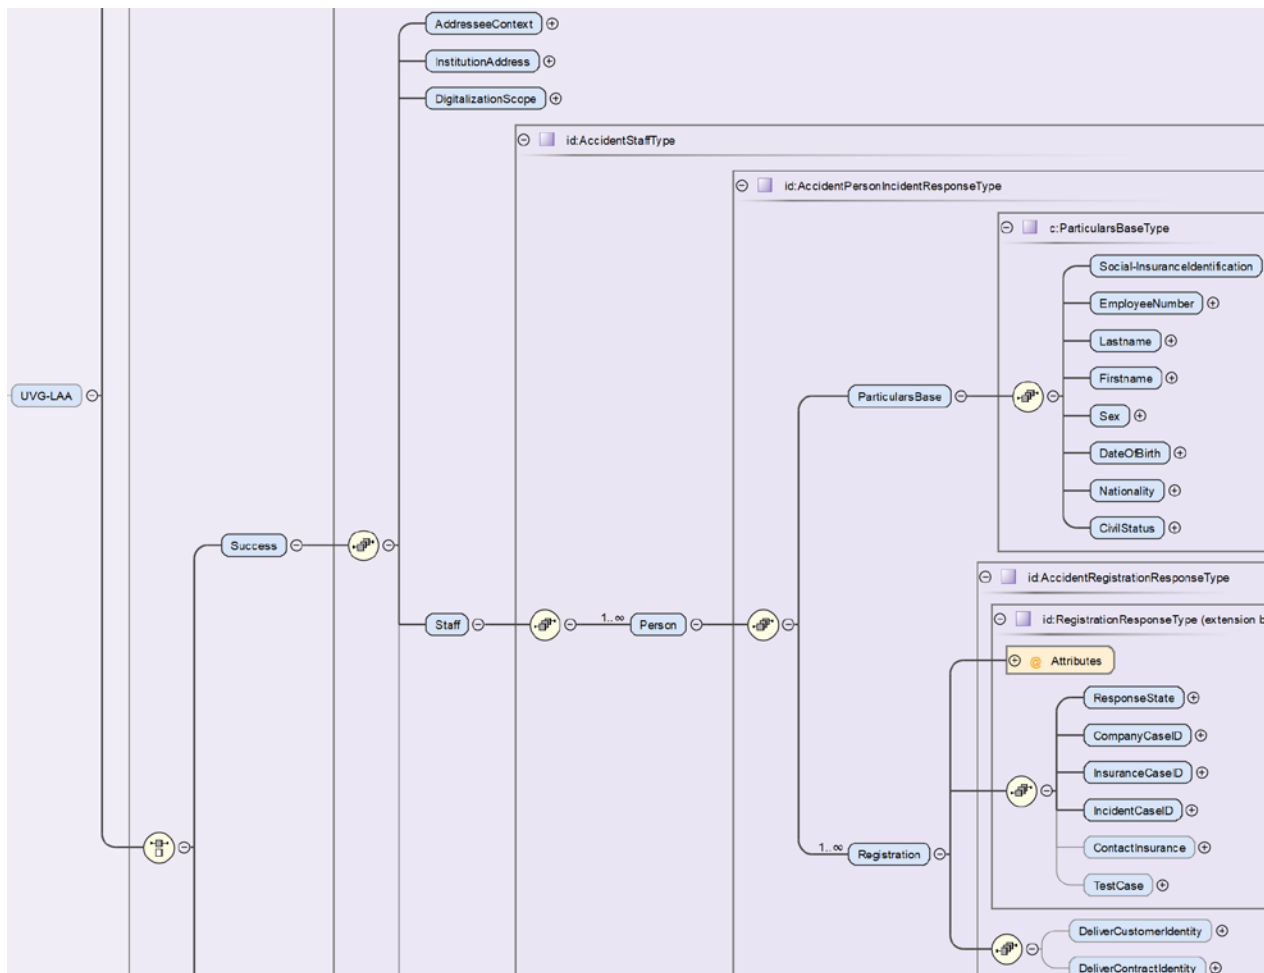 AddresseeContext
InstitutionAddress
DigitalizationScope
id:AccidentStaffType
id:AccidentPersonIncidentResponseType
c:ParticularsBaseType
Social-InsuranceIdentification
EmployeeNumber
Lastname
Firstname
UVG-LAA
ParticularsBase
Sex
DateOfBirth
Nationality
CivilStatus
Success
id:AccidentRegistrationResponseType
id:RegistrationResponseType (extension b
Staff
1..∞
Person
@ Attributes
ResponseState
CompanyCaseID
InsuranceCaseID
IncidentCaseID
1..∞
Registration
ContactInsurance
TestCase
DeliverCustomerIdentity
DeliverContractIdentity